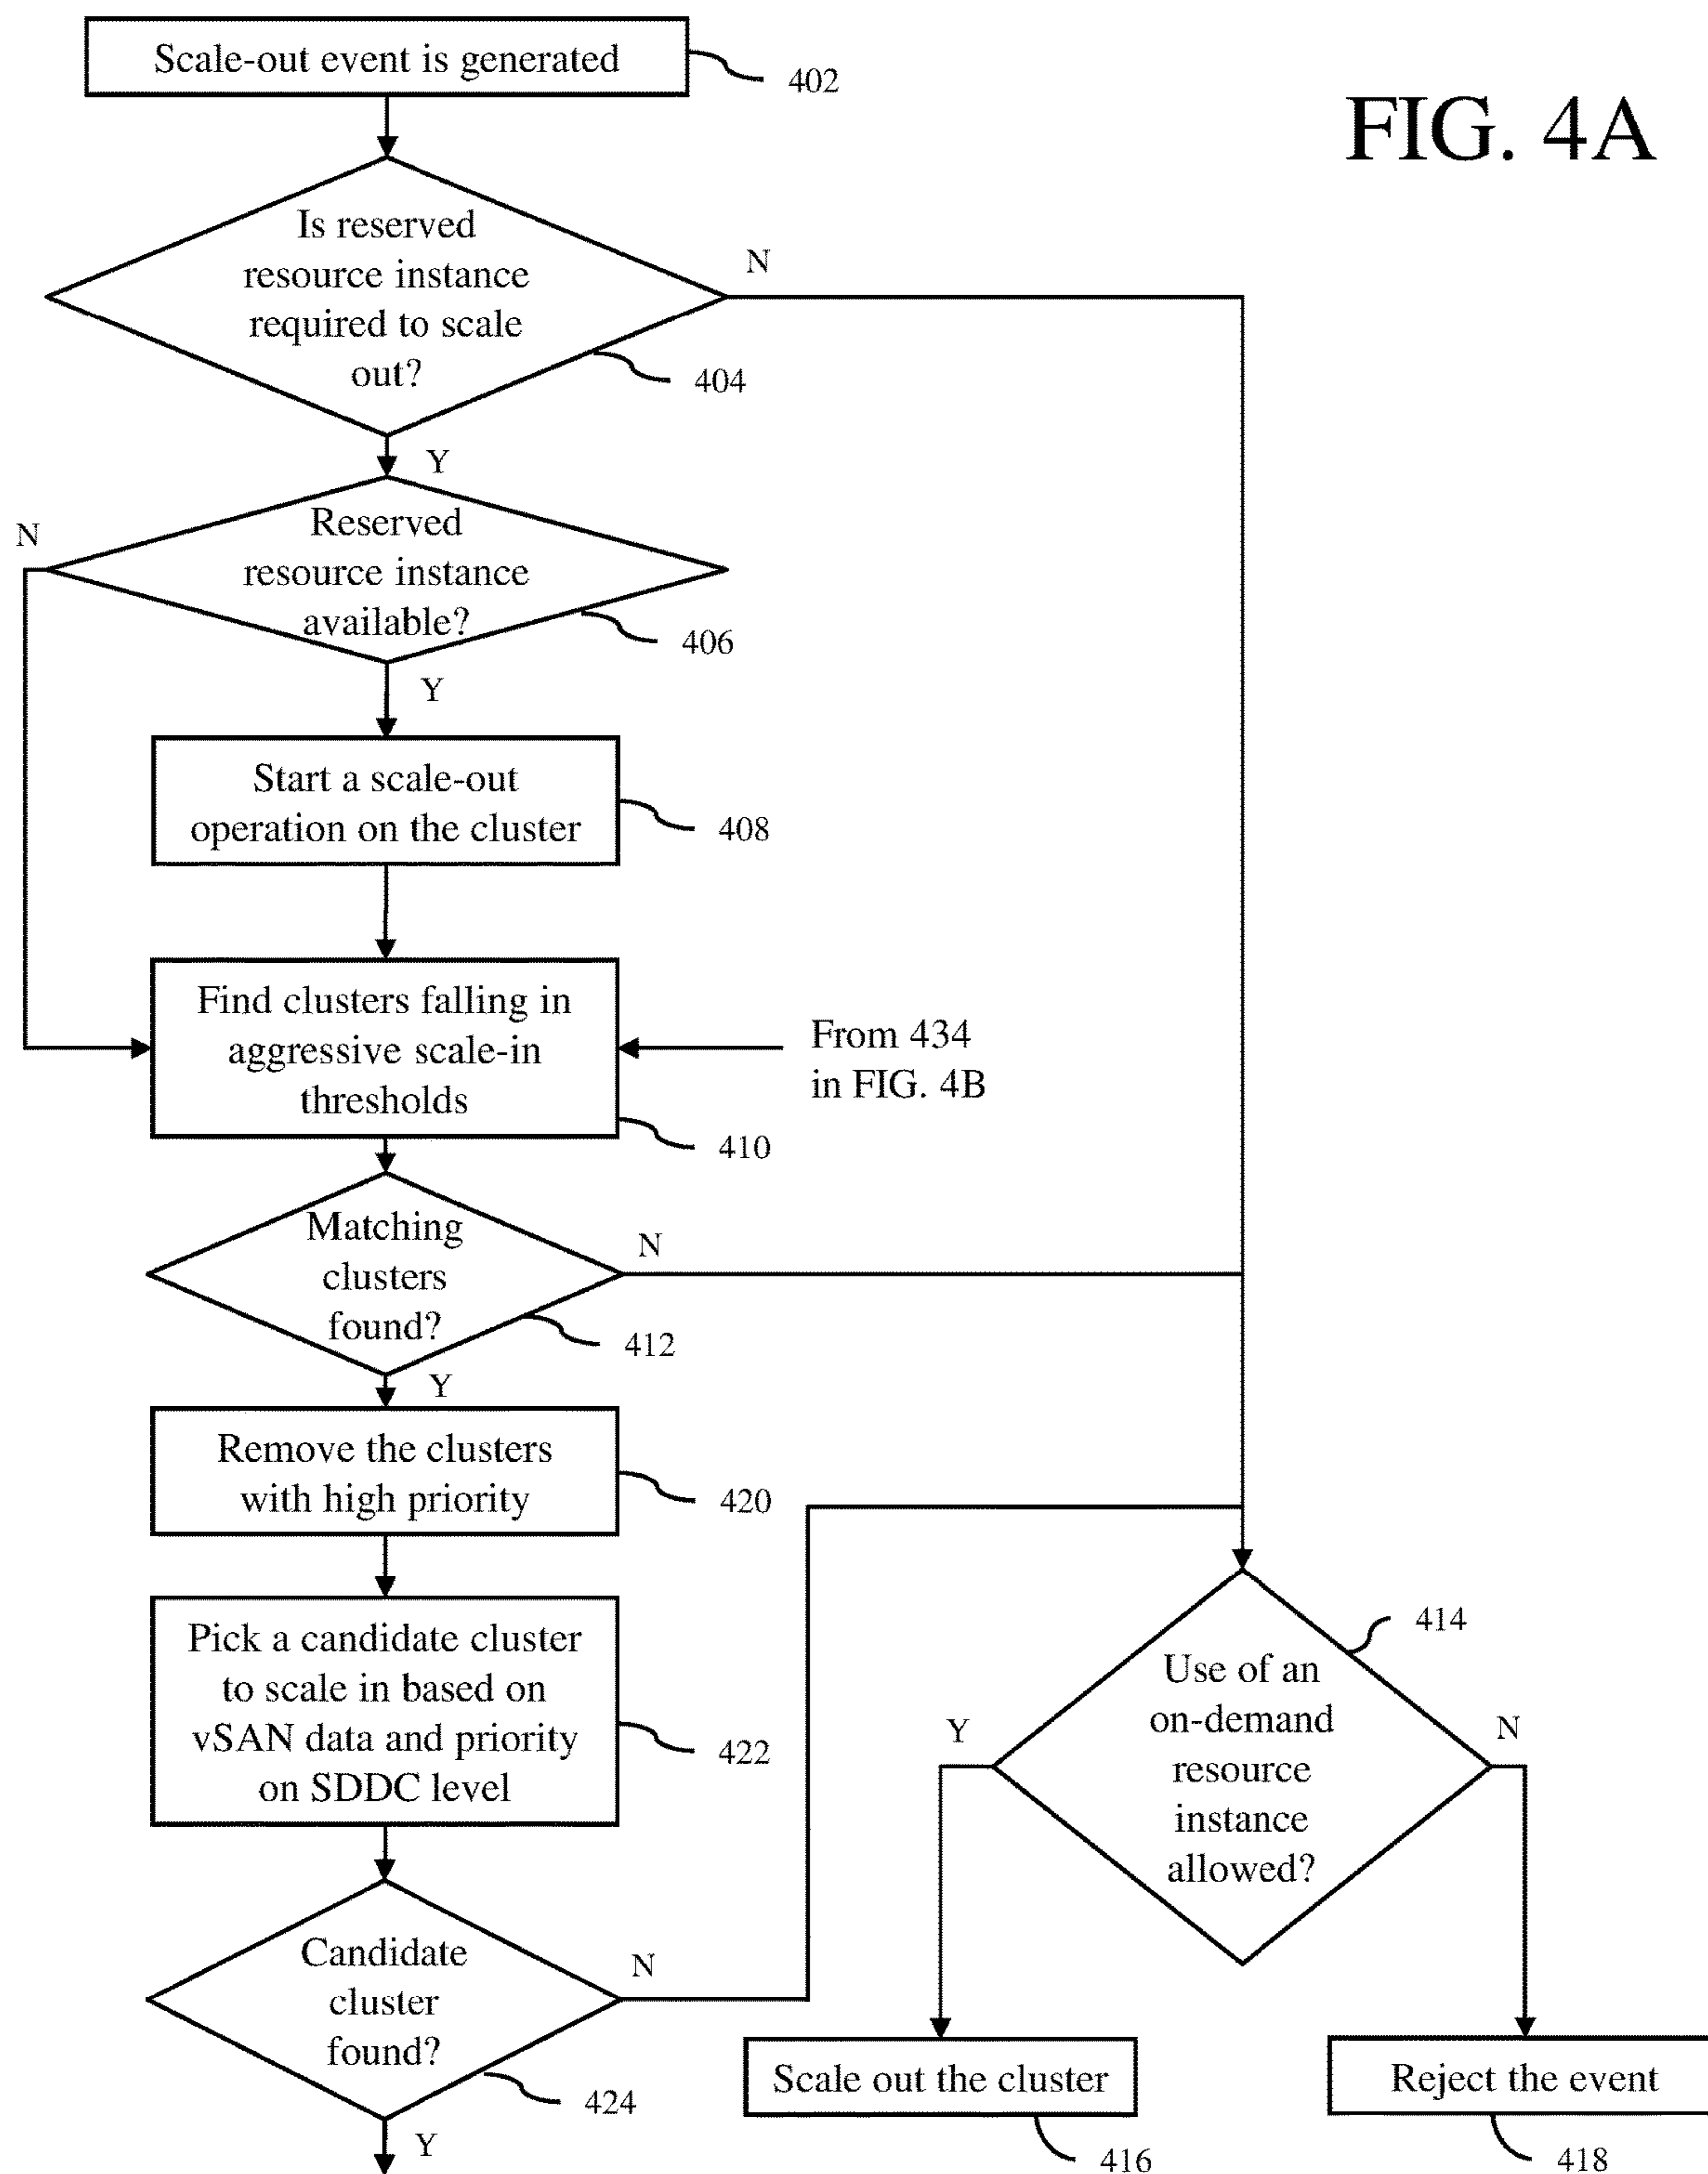 Scale-out event is generated
402
FIG. 4A
Is reserved
resource instance
required to scale
out?
N
404
Y
Reserved
resource instance
available?
N
406
Y
Start a scale-out
operation on the cluster
408
Find clusters falling in
aggressive scale-in
thresholds
From 434
in FIG. 4B
410
Matching
clusters
found?
N
412
Y
Remove the clusters
with high priority
420
Pick a candidate cluster
to scale in based on
vSAN data and priority
on SDDC level
422
414
Use of an
on-demand
resource
instance
allowed?
Y
N
Candidate
cluster
found?
N
424
Y
Scale out the cluster
416
Reject the event
418